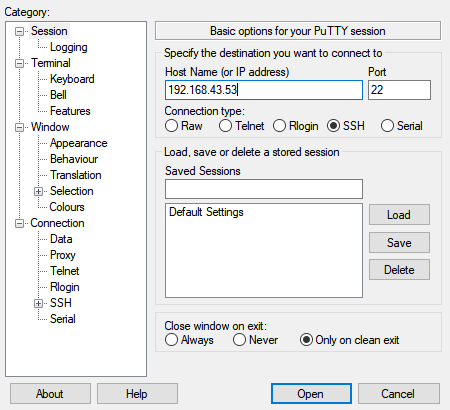 Category:
Session
Logging
Terminal
Keyboard
Bell
Features
Window
Appearance
Behaviour
Translation
Selection
Colours
Connection
Data
Proxy
Telnet
Rlogin
SSH
Serial
Basic options for your PuTTY session
Specify the destination you want to connect to
Host Name (or IP address) Port
192.168.43.53 22
Connection type:
Raw Telnet Rlogin SSH Serial
Load, save or delete a stored session
Saved Sessions
Default Settings
Load
Save
Delete
Close window on exit:
Always Never Only on clean exit
About Help Open Cancel